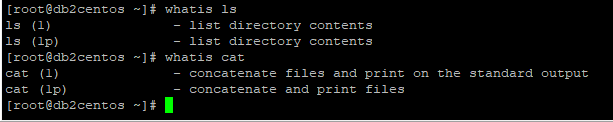 [root@db2centos ~]# whatis ls
ls (1)               - list directory contents
ls (1p)              - list directory contents
[root@db2centos ~]# whatis cat
cat (1)              - concatenate files and print on the standard output
cat (1p)             - concatenate and print files
[root@db2centos ~]#